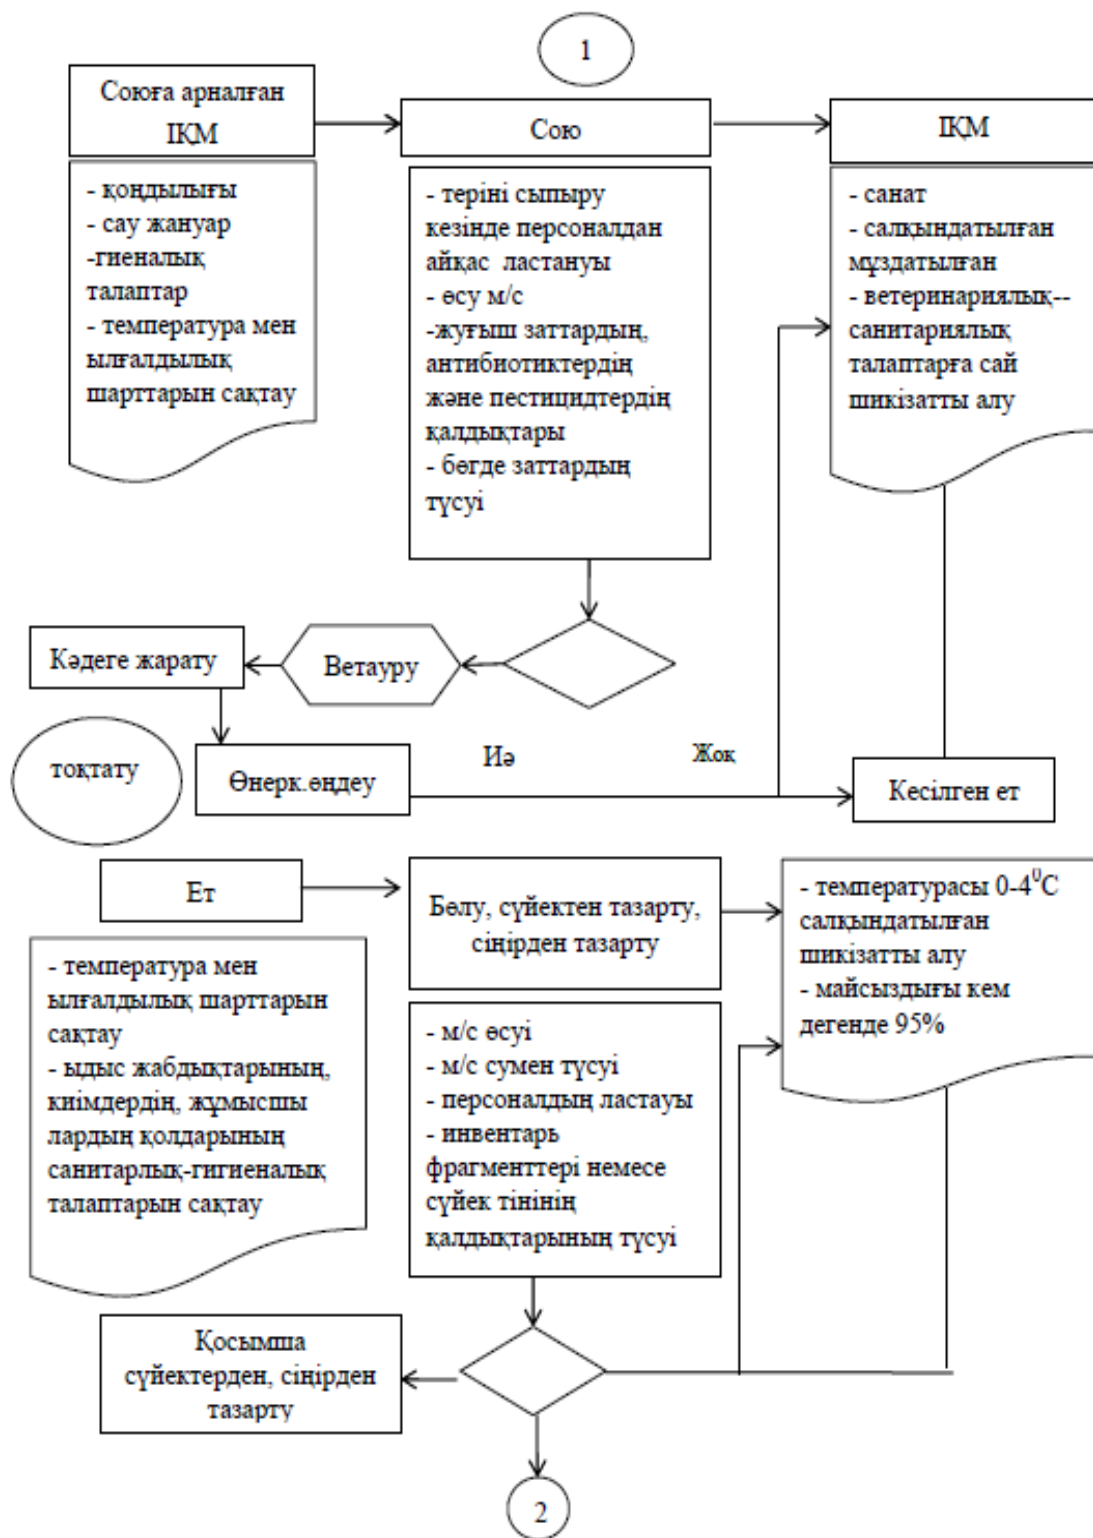 1
Союға арналған
ІҚМ
Сою
ІҚМ
- қоңдылығы
- сау жануар
-гиеналық
талаптар
- температура мен
ылғалдылық
шарттарын сақтау
- теріні сыпыру
кезінде персоналдан
айқас ластануы
- өсу м/с
-жуғыш заттардың,
антибиотиктердің
және пестицидтердің
қалдықтары
- бөгде заттардың
түсуі
- санат
- салқындатылған
мұздатылған
- ветеринариялық--
санитариялық
талаптарға сай
шикізатты алу
Кәдеге жарату
Ветауру
тоқтату
Өнерк.өңдеу
Иә
Жоқ
Кесілген ет
Ет
Бөлу, сүйектен тазарту,
сіңірден тазарту
- температурасы 0-4⁰С
салқындатылған
шикізатты алу
- майсыздығы кем
дегенде 95%
- температура мен
ылғалдылық шарттарын
сақтау
- ыдыс жабдықтарының,
киімдердің, жұмысшы
лардың қолдарының
санитарлық-гигиеналық
талаптарын сақтау
- м/с өсуі
- м/с сумен түсуі
- персоналдың ластауы
- инвентарь
фрагменттері немесе
сүйек тінінің
қалдықтарының түсуі
Қосымша
сүйектерден, сіңірден
тазарту
2